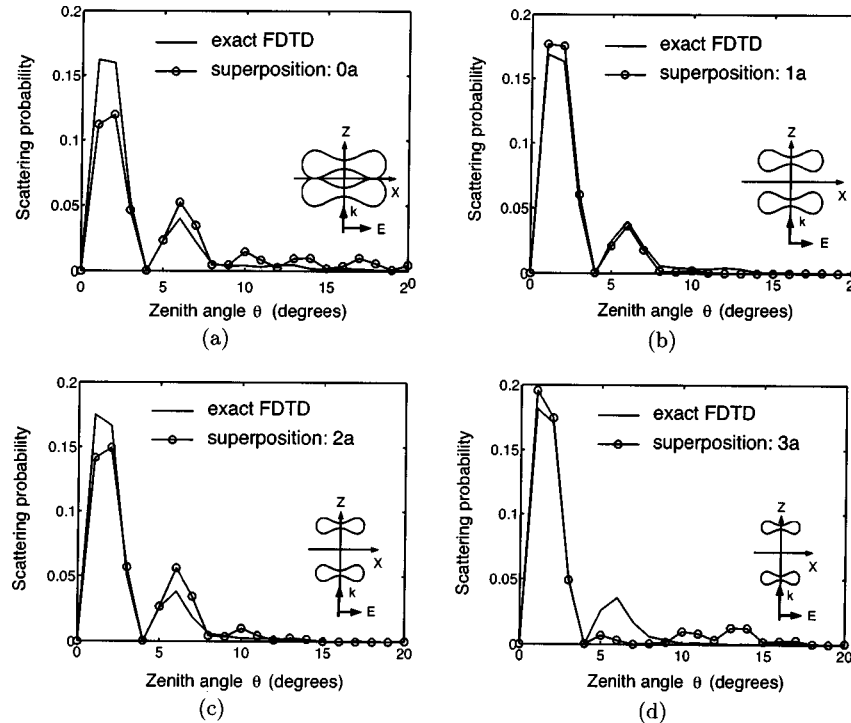 0.2
exact FDTD
superposition: 0a
0.15
Scattering probability
0.1
Z
X
0.05
k
E
0
0 5 10 15 20
Zenith angle θ (degrees)
(a)
0.2
exact FDTD
superposition: 1a
0.15
Scattering probability
0.1
Z
X
0.05
k
E
0
0 5 10 15 20
Zenith angle θ (degrees)
(b)
0.2
exact FDTD
superposition: 2a
0.15
Scattering probability
0.1
Z
X
0.05
k
E
0
0 5 10 15 20
Zenith angle θ (degrees)
(c)
0.2
exact FDTD
superposition: 3a
0.15
Scattering probability
0.1
Z
X
0.05
k
E
0
0 5 10 15 20
Zenith angle θ (degrees)
(d)